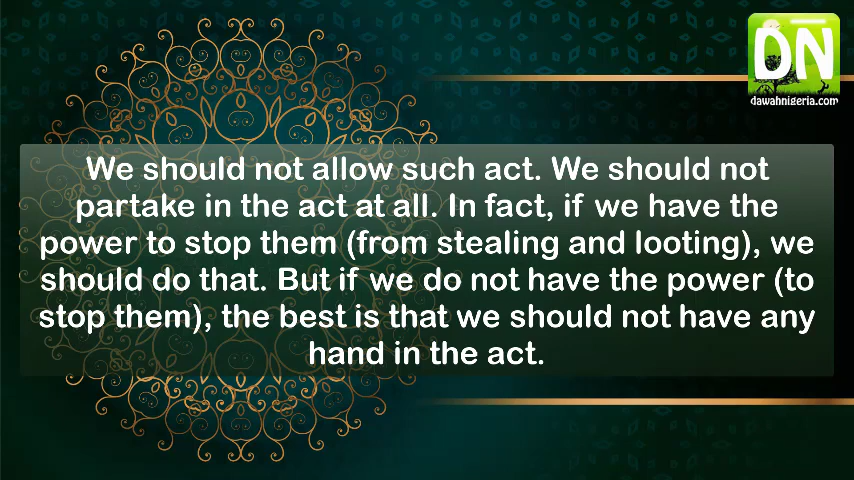 DN
dawahnigeria.com
We should not allow such act. We should not
partake in the act at all. In fact, if we have the
power to stop them (from stealing and looting), we
should do that. But if we do not have the power (to
stop them), the best is that we should not have any
hand in the act.